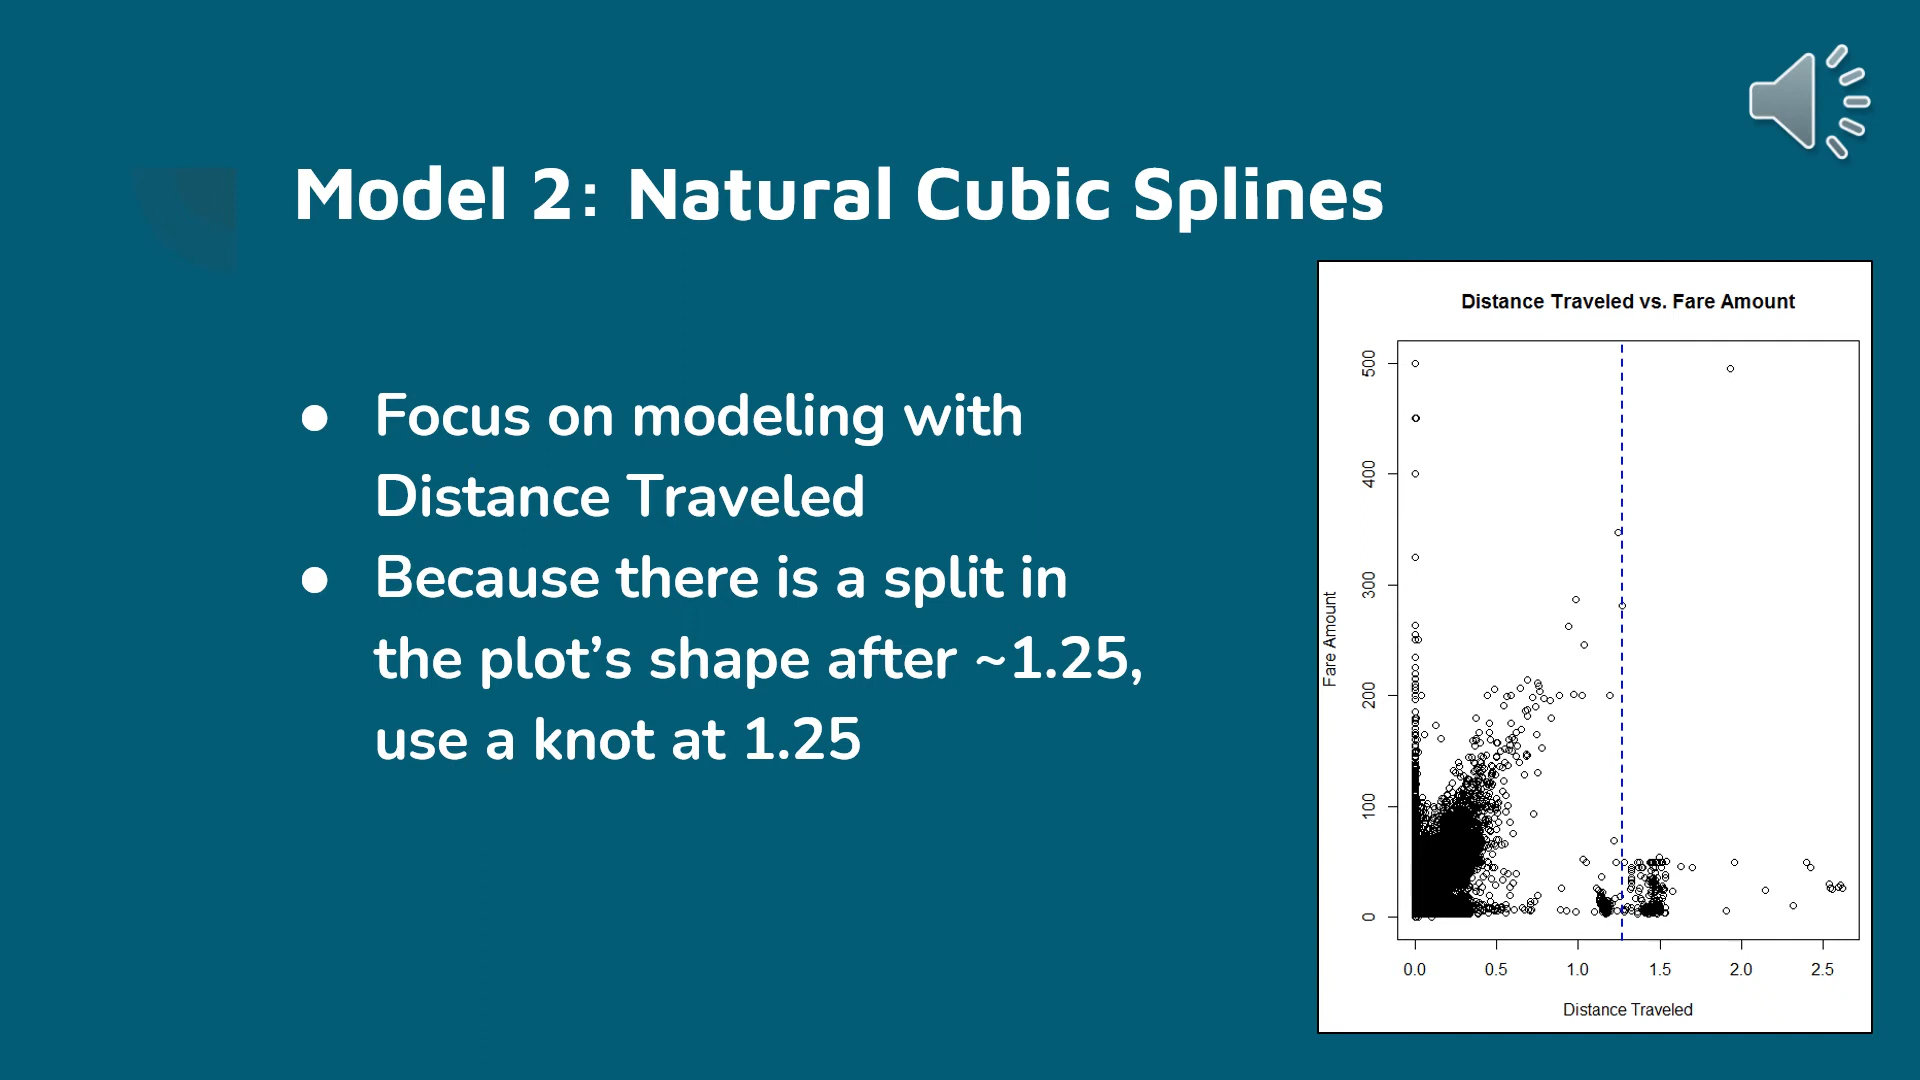 Model 2: Natural Cubic Splines
● Focus on modeling with
Distance Traveled
● Because there is a split in
the plot’s shape after ~1.25,
use a knot at 1.25
Distance Traveled vs. Fare Amount
Fare Amount
500
400
300
200
100
0
0.0 0.5 1.0 1.5 2.0 2.5
Distance Traveled